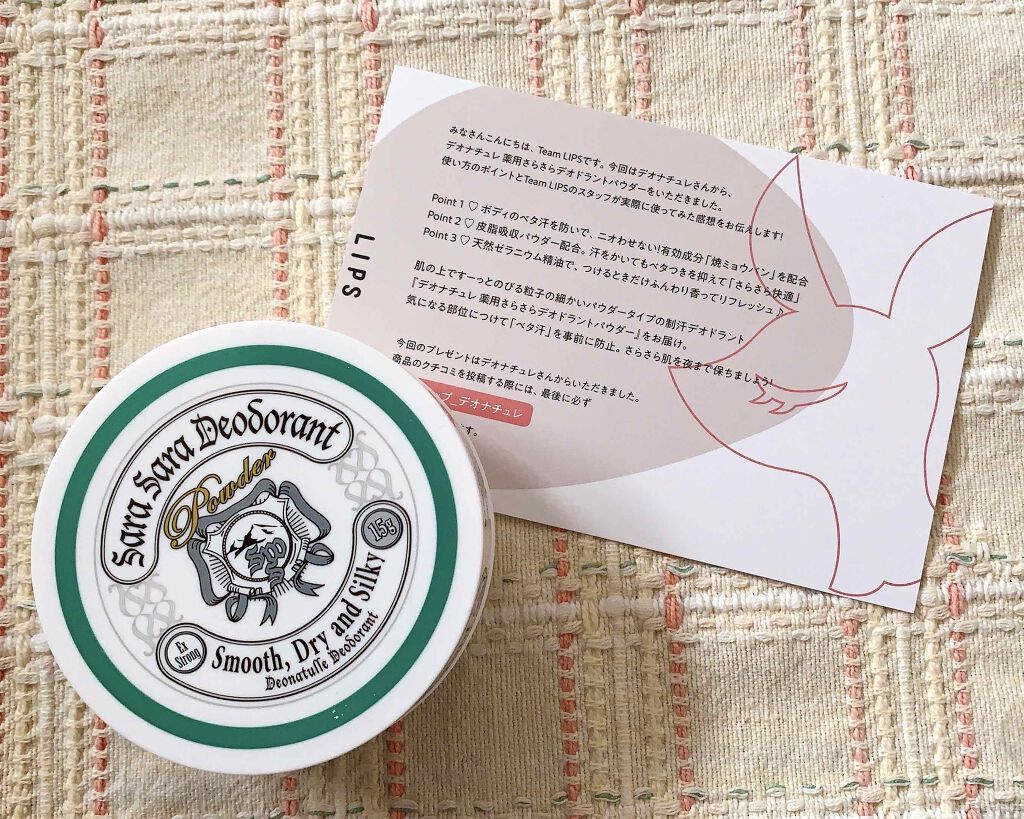 みなさんこんにちは、Team LIPSです。今回はデオナチュレさんから、
デオナチュレ 薬用さらさらデオドラントパウダーをいただきました。
使い方のポイントとTeam LIPSのスタッフが実際に使ってみた感想をお伝えします!
Point 1 ♡ ボディのベタ汗を防いで、ニオわせない!有効成分「焼ミョウバン」を配合
Point 2 ♡ 皮脂吸収パウダー配合。汗をかいてもベタつきを抑えて「さらさら快適」
Point 3 ♡ 天然ゼラニウム精油で、つけるときだけふんわり香ってリフレッシュ♪
肌の上ですーっとのびる粒子の細かいパウダータイプの制汗デオドラント
『デオナチュレ 薬用さらさらデオドラントパウダー』をお届け。
気になる部位につけて「ベタ汗」を事前に防止。さらさら肌を夜まで保ちましょう!
今回のプレゼントはデオナチュレさんからいただきました。
商品のクチコミを投稿する際には、最後に必ず
プ_デオナチュレ
す。
LIPS
Sara Sara Deodorant
Powder
15g
Ex
Strong
Smooth, Dry and Silky
Deonatulle Deodorant